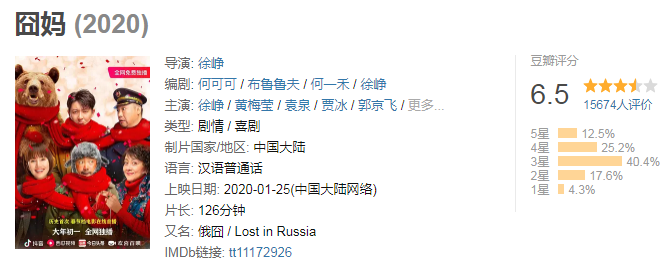 囧妈 (2020)
全网免费独播
历史首次 春节档电影在线首播
大年初一 全网独播
抖音 西瓜视频 今日头条 欢喜首映
导演: 徐峥
编剧: 何可可 / 布鲁鲁夫 / 何一禾 / 徐峥
主演: 徐峥 / 黄梅莹 / 袁泉 / 贾冰 / 郭京飞 / 更多...
类型: 剧情 / 喜剧
制片国家/地区: 中国大陆
语言: 汉语普通话
上映日期: 2020-01-25(中国大陆网络)
片长: 126分钟
又名: 俄囧 / Lost in Russia
IMDb链接: tt11172926
豆瓣评分
6.5
15674人评价
5星 12.5%
4星 25.2%
3星 40.4%
2星 17.6%
1星 4.3%